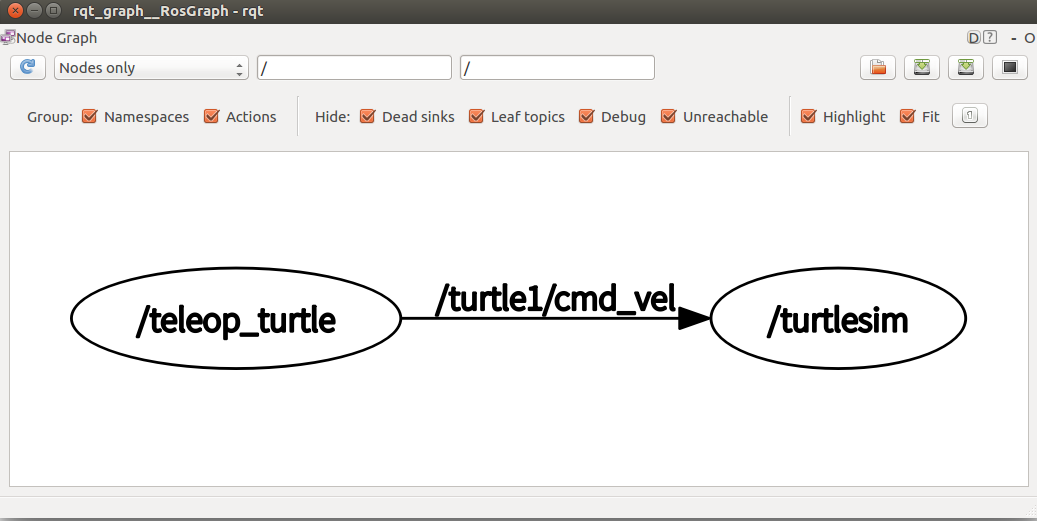 rqt_graph__RosGraph - rqt
Node Graph D ? - O
Nodes only / /
Group: Namespaces Actions Hide: Dead sinks Leaf topics Debug Unreachable Highlight Fit
/teleop_turtle /turtle1/cmd_vel /turtlesim